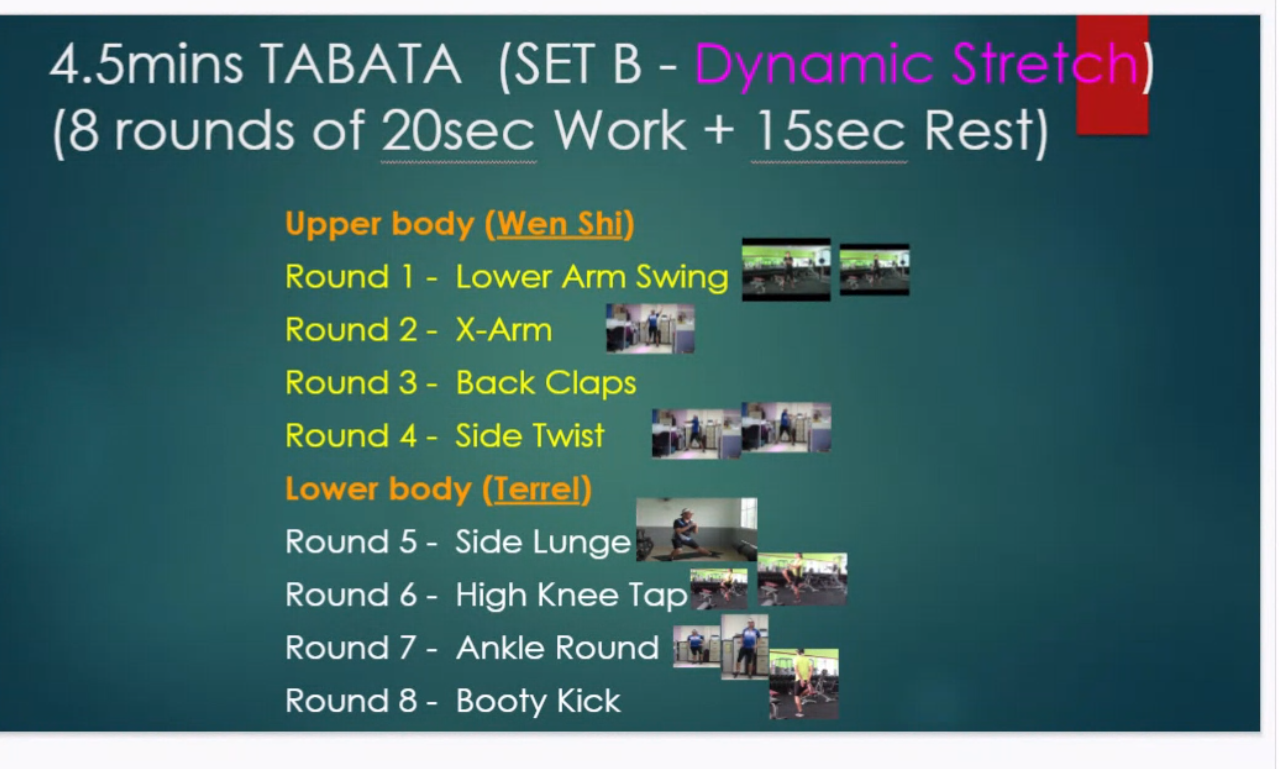 4.5mins TABATA (SET B - Dynamic Stretch)
(8 rounds of 20sec Work + 15sec Rest)
Upper body (Wen Shi)
Round 1 - Lower Arm Swing
Round 2 - X-Arm
Round 3 - Back Claps
Round 4 - Side Twist
Lower body (Terrel)
Round 5 - Side Lunge
Round 6 - High Knee Tap
Round 7 - Ankle Round
Round 8 - Booty Kick